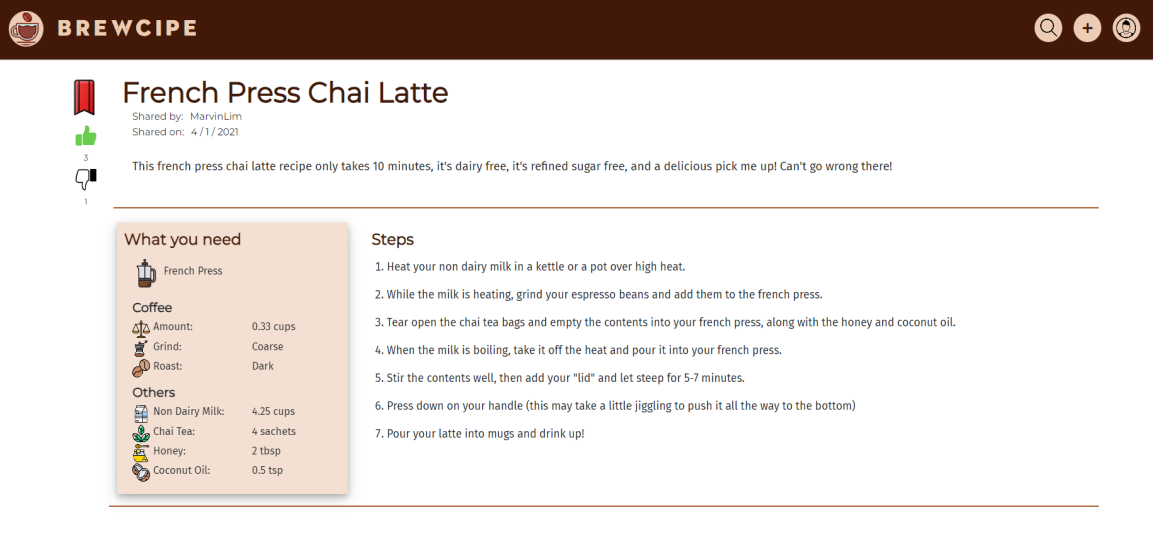 BREWCIPE
+
French Press Chai Latte
Shared by: MarvinLim
Shared on: 4 / 1 / 2021
3
1
This french press chai latte recipe only takes 10 minutes, it's dairy free, it's refined sugar free, and a delicious pick me up! Can't go wrong there!
What you need
French Press
Coffee
Amount: 0.33 cups
Grind: Coarse
Roast: Dark
Others
Non Dairy Milk: 4.25 cups
Chai Tea: 4 sachets
Honey: 2 tbsp
Coconut Oil: 0.5 tsp
Steps
1. Heat your non dairy milk in a kettle or a pot over high heat.
2. While the milk is heating, grind your espresso beans and add them to the french press.
3. Tear open the chai tea bags and empty the contents into your french press, along with the honey and coconut oil.
4. When the milk is boiling, take it off the heat and pour it into your french press.
5. Stir the contents well, then add your "lid" and let steep for 5-7 minutes.
6. Press down on your handle (this may take a little jiggling to push it all the way to the bottom)
7. Pour your latte into mugs and drink up!